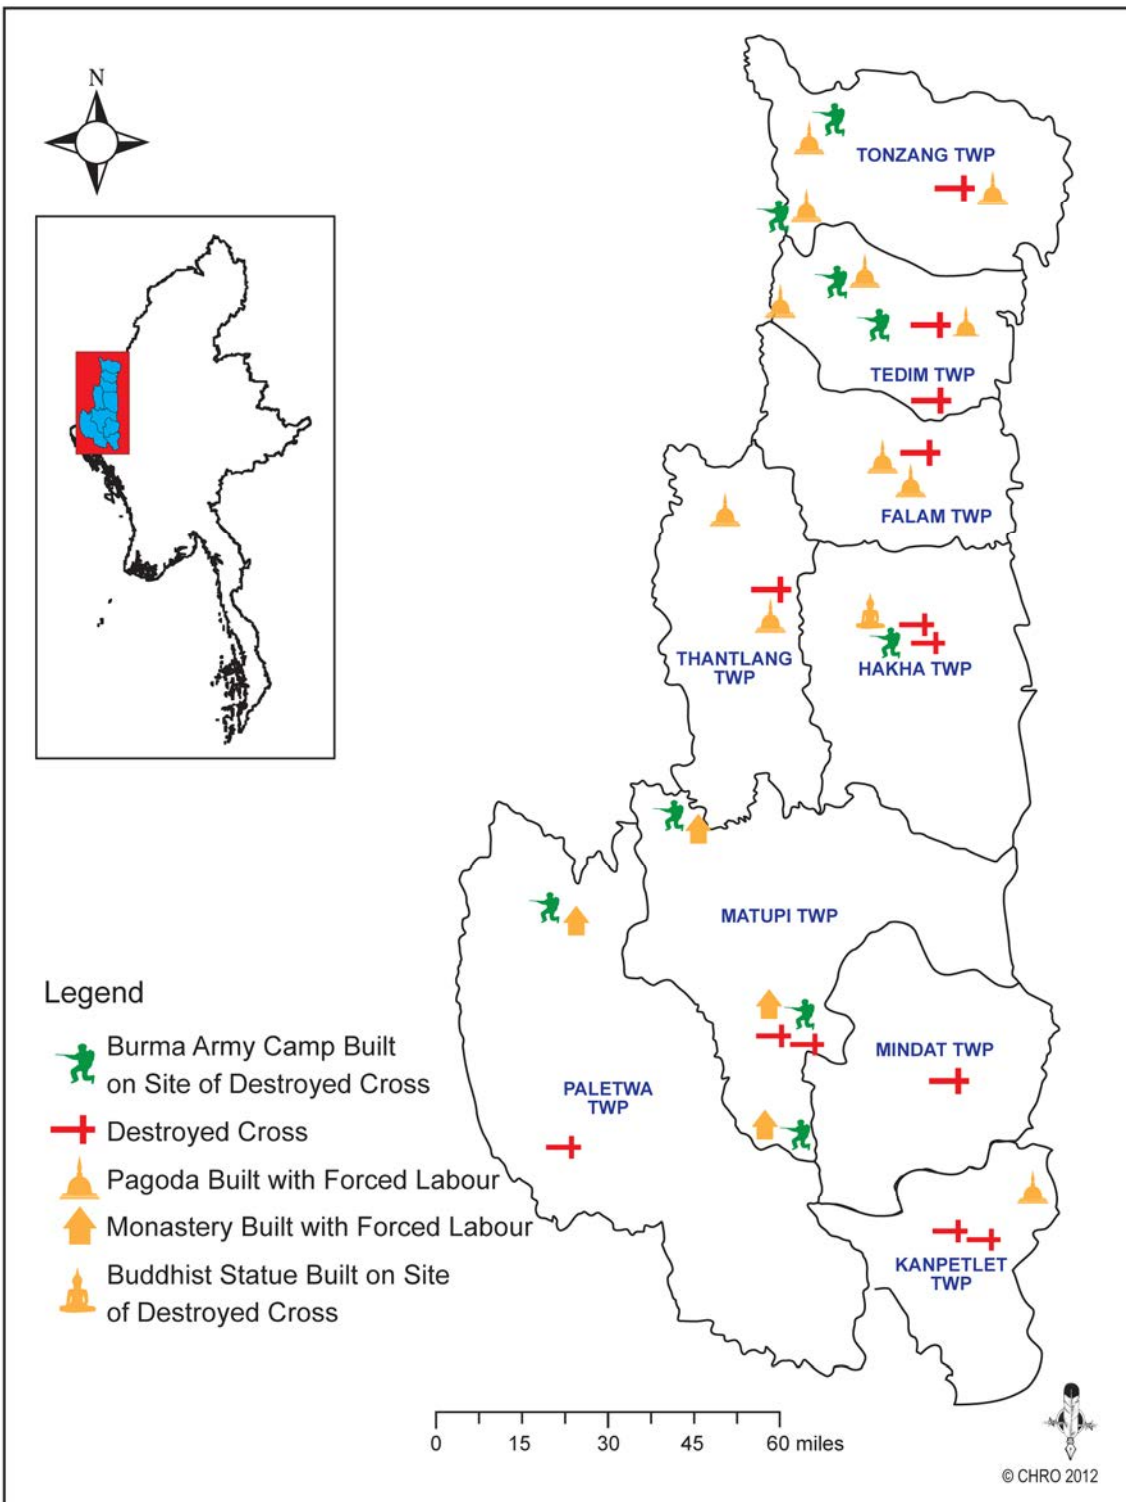 N
TONZANG TWP
TEDIM TWP
FALAM TWP
THANTLANG
TWP
HAKHA TWP
MATUPI TWP
MINDAT TWP
PALETWA
TWP
KANPETLET
TWP
Legend
Burma Army Camp Built
on Site of Destroyed Cross
Destroyed Cross
Pagoda Built with Forced Labour
Monastery Built with Forced Labour
Buddhist Statue Built on Site
of Destroyed Cross
0 15 30 45 60 miles
© CHRO 2012